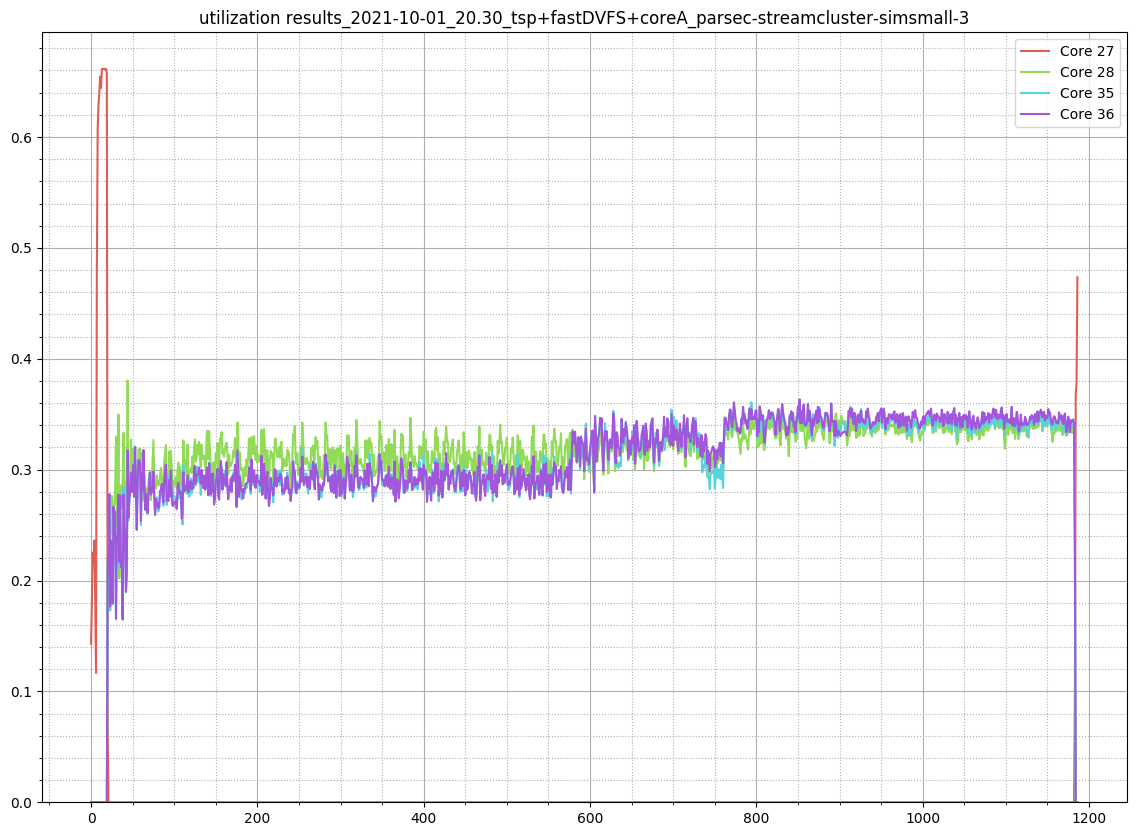 utilization results_2021-10-01_20.30_tsp+fastDVFS+coreA_parsec-streamcluster-simsmall-3
Core 27
Core 28
Core 35
Core 36
0.6
0.5
0.4
0.3
0.2
0.1
0.0
0 200 400 600 800 1000 1200